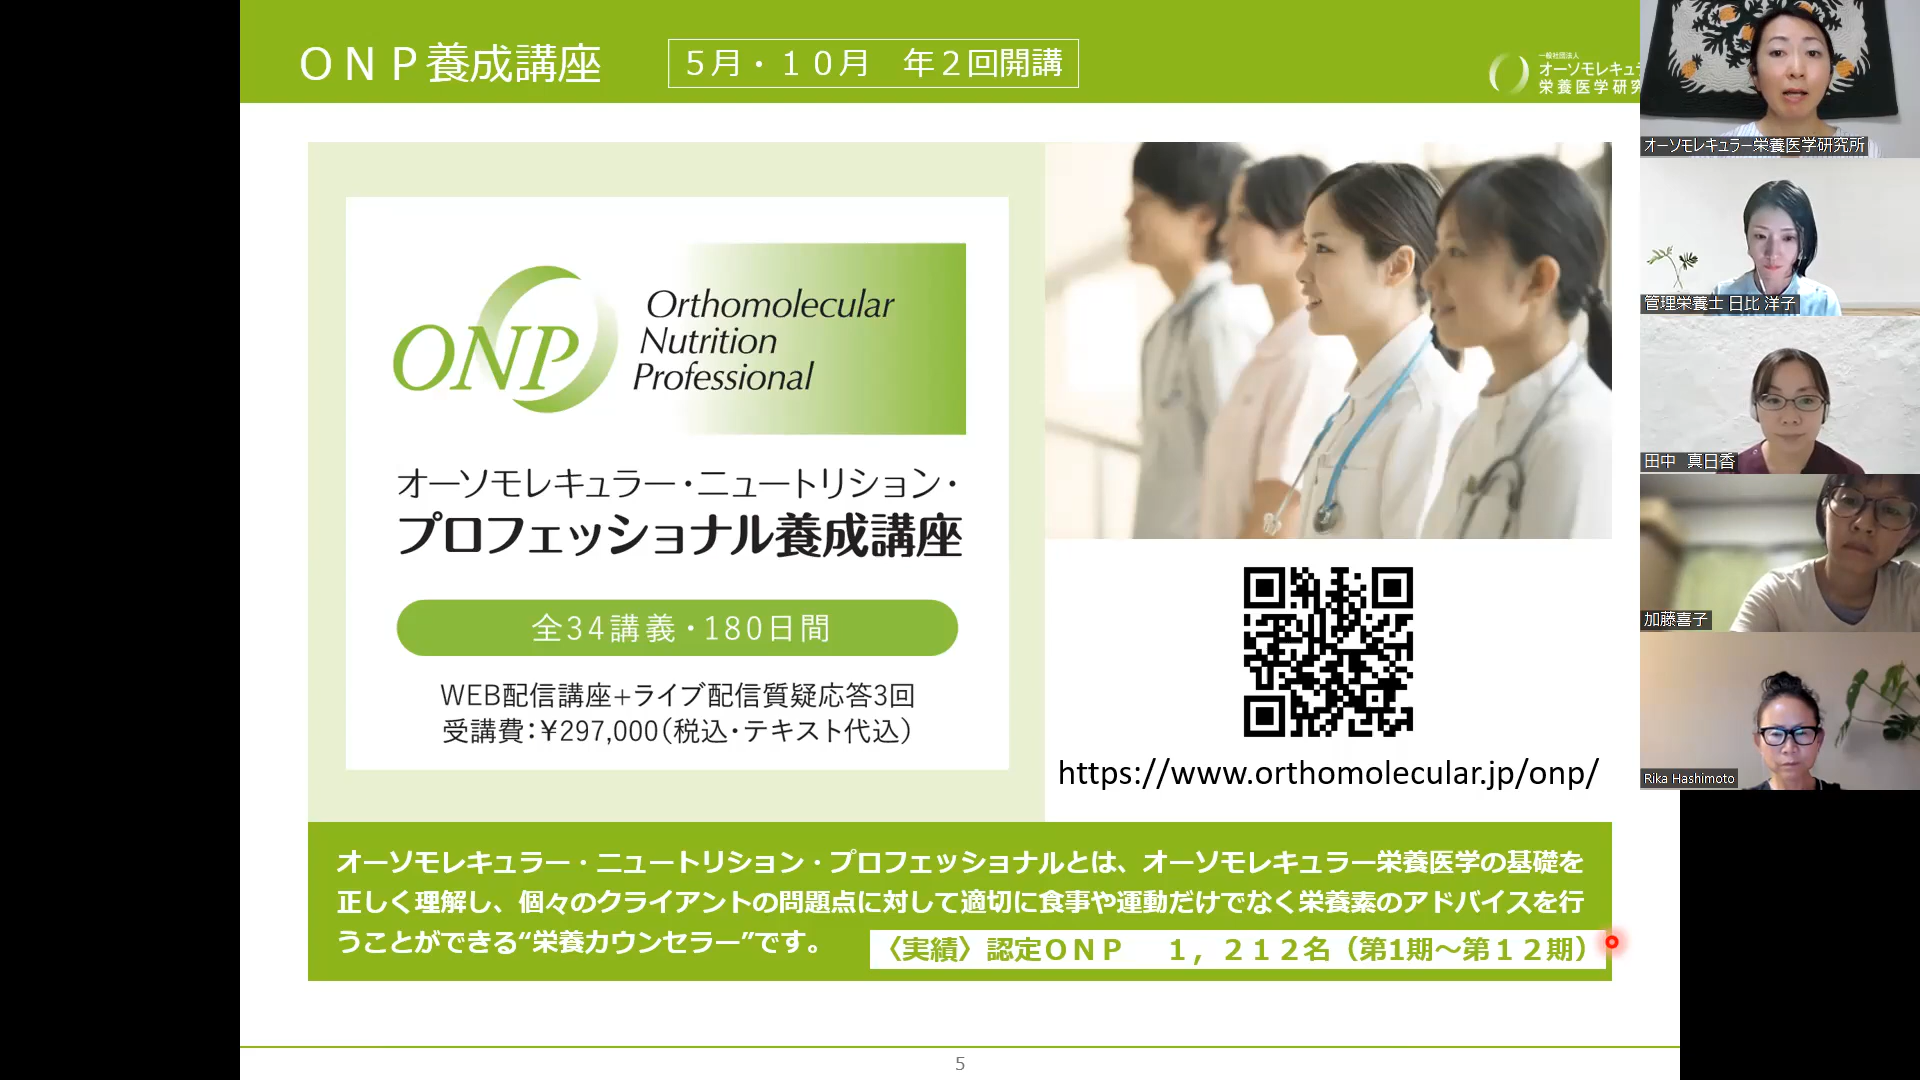 ＯＮＰ養成講座
５月・１０月　年２回開講
一般社団法人
オーソモレキュラ
栄養医学研究
ONP
Orthomolecular
Nutrition
Professional
オーソモレキュラー・ニュートリション・
プロフェッショナル養成講座
全34講義・180日間
WEB配信講座+ライブ配信質疑応答3回
受講費：¥297,000（税込・テキスト代込）
https://www.orthomolecular.jp/onp/
オーソモレキュラー・ニュートリション・プロフェッショナルとは、オーソモレキュラー栄養医学の基礎を
正しく理解し、個々のクライアントの問題点に対して適切に食事や運動だけでなく栄養素のアドバイスを行
うことができる“栄養カウンセラー”です。
〈実績〉認定ＯＮＰ　１，２１２名（第1期～第１２期）
5
オーソモレキュラー栄養医学研究所
管理栄養士 日比 洋子
田中　真日香
加藤喜子
Rika Hashimoto